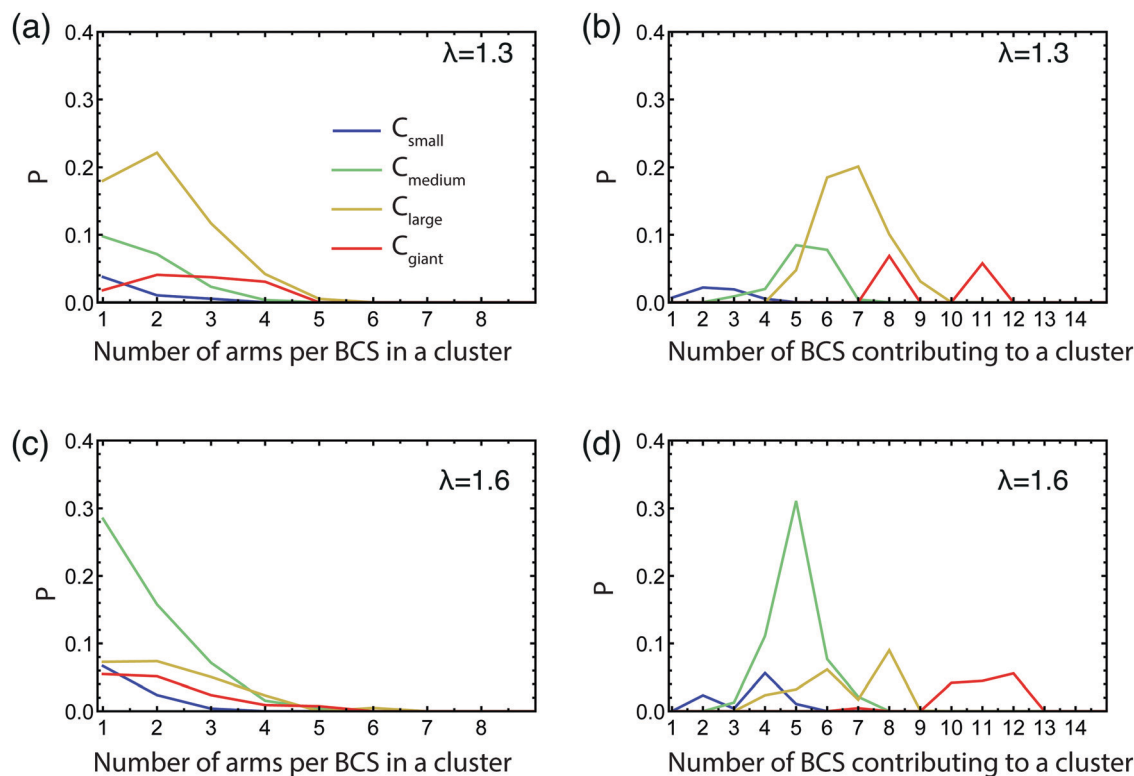 (a)
λ=1.3
0.4
0.3
0.2
0.1
0.0
P
C small
C medium
C large
C giant
1 2 3 4 5 6 7 8
Number of arms per BCS in a cluster
(b)
λ=1.3
0.4
0.3
0.2
0.1
0.0
P
1 2 3 4 5 6 7 8 9 10 11 12 13 14
Number of BCS contributing to a cluster
(c)
λ=1.6
0.4
0.3
0.2
0.1
0.0
P
1 2 3 4 5 6 7 8
Number of arms per BCS in a cluster
(d)
λ=1.6
0.4
0.3
0.2
0.1
0.0
P
1 2 3 4 5 6 7 8 9 10 11 12 13 14
Number of BCS contributing to a cluster